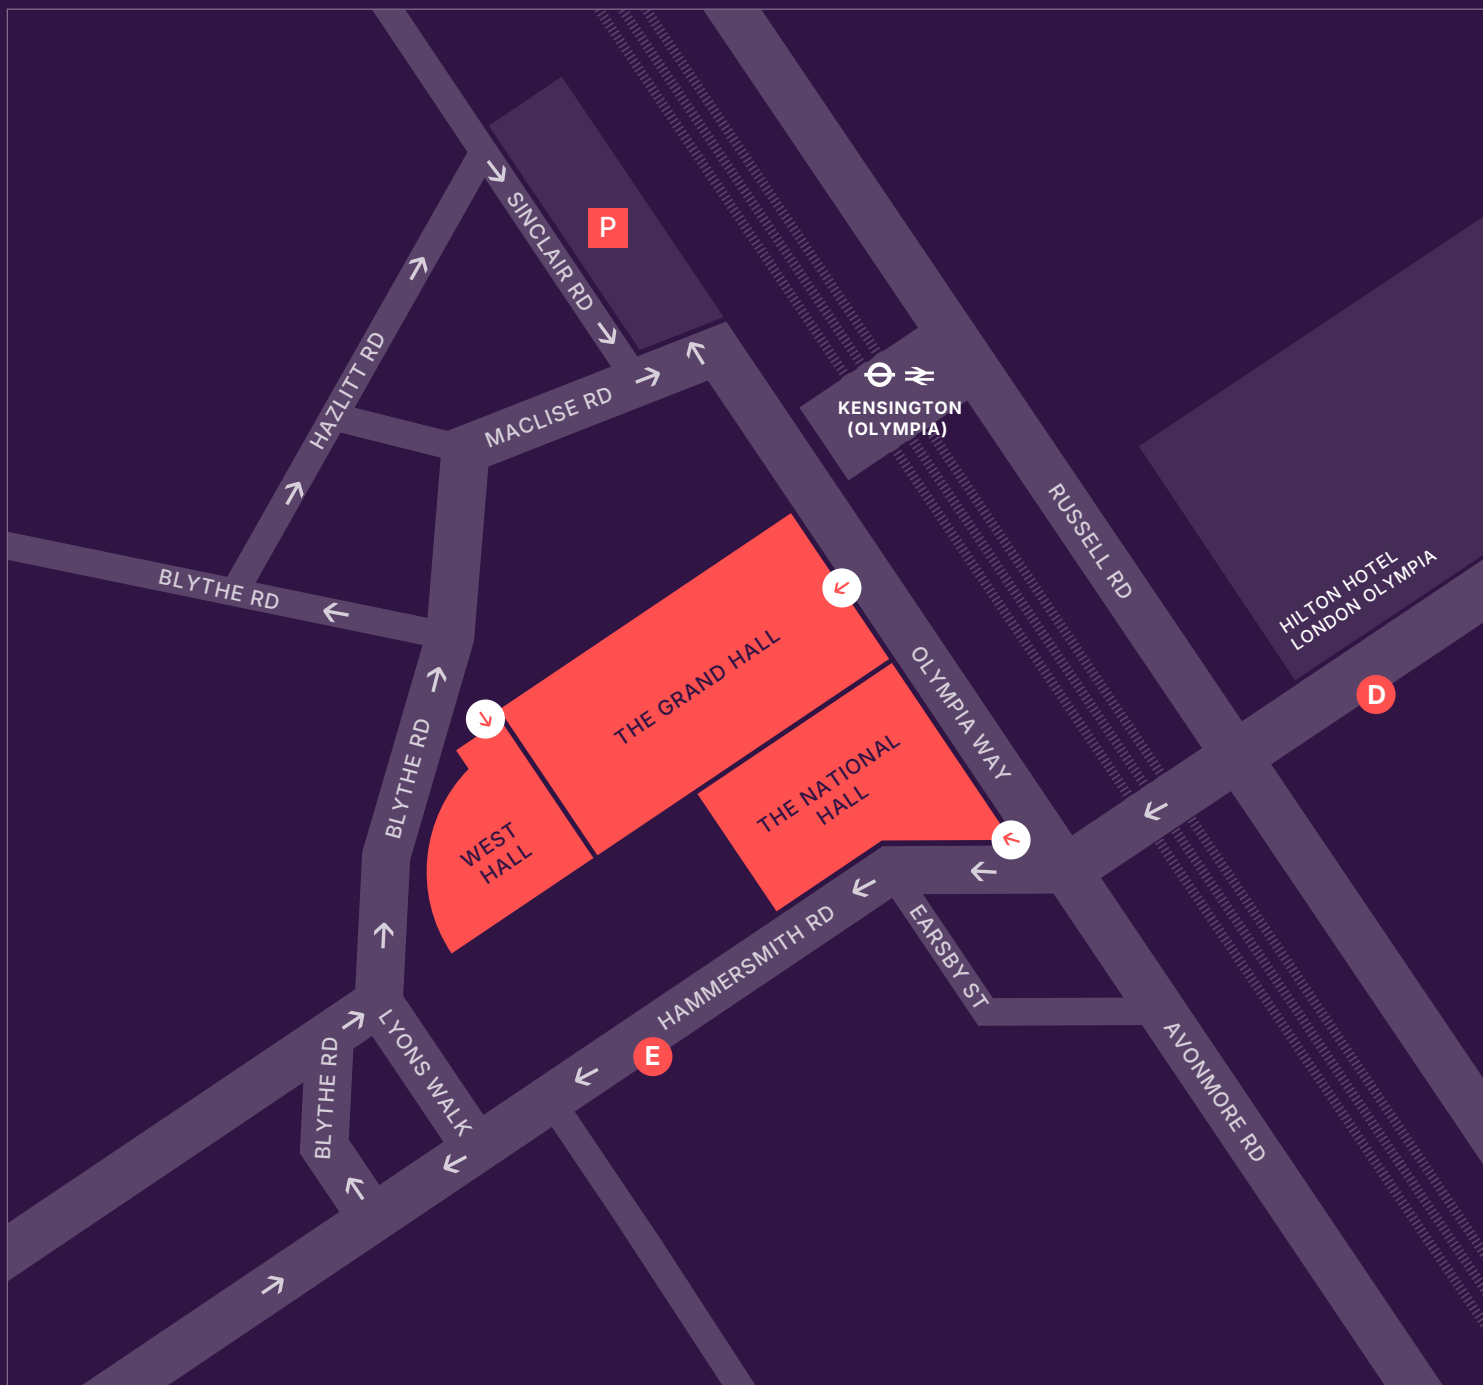 P
SINCLAIR RD
HAZLITT RD
MACLISE RD
KENSINGTON
(OLYMPIA)
RUSSELL RD
HILTON HOTEL
LONDON OLYMPIA
BLYTHE RD
THE GRAND HALL
OLYMPIA WAY
D
BLYTHE RD
THE NATIONAL
HALL
WEST
HALL
HAMMERSMITH RD
EARSBY ST
E
LYONS WALK
BLYTHE RD
AVONMORE RD